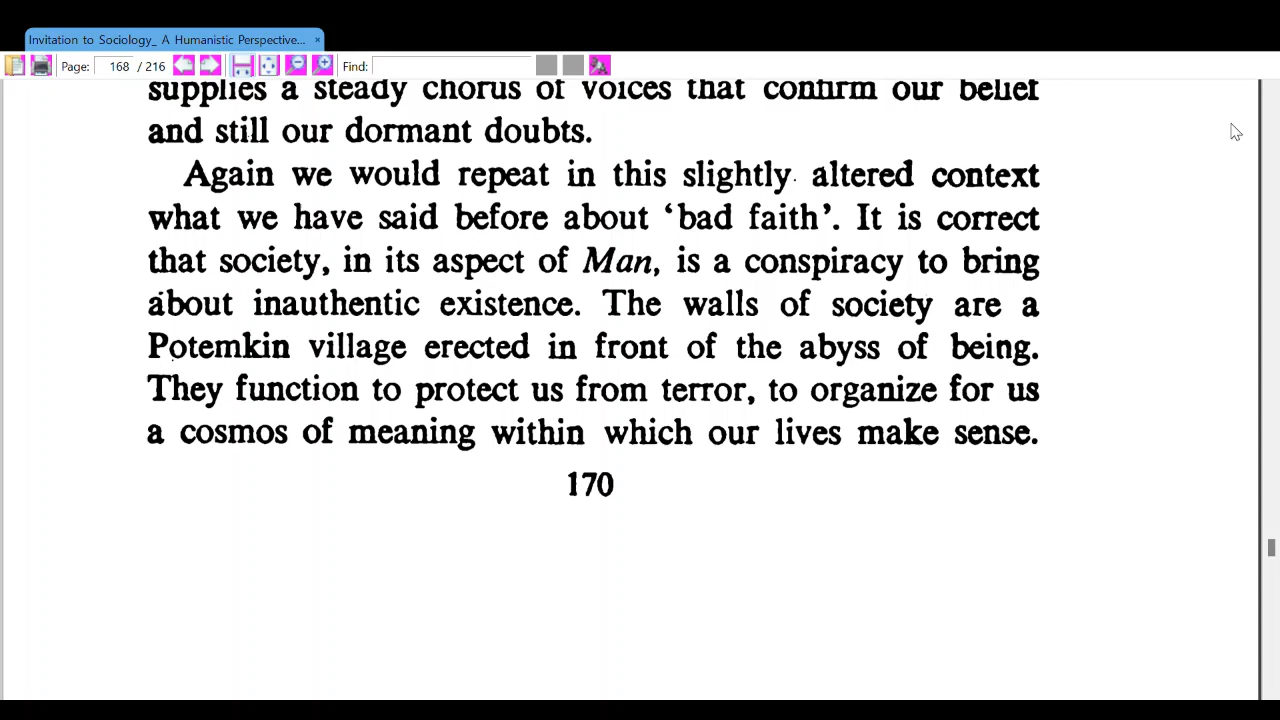 Invitation to Sociology_ A Humanistic Perspective...
Page: 168 / 216 Find:
supplies a steady chorus of voices that confirm our belief
and still our dormant doubts.
Again we would repeat in this slightly altered context
what we have said before about ‘bad faith’. It is correct
that society, in its aspect of Man, is a conspiracy to bring
about inauthentic existence. The walls of society are a
Potemkin village erected in front of the abyss of being.
They function to protect us from terror, to organize for us
a cosmos of meaning within which our lives make sense.
170